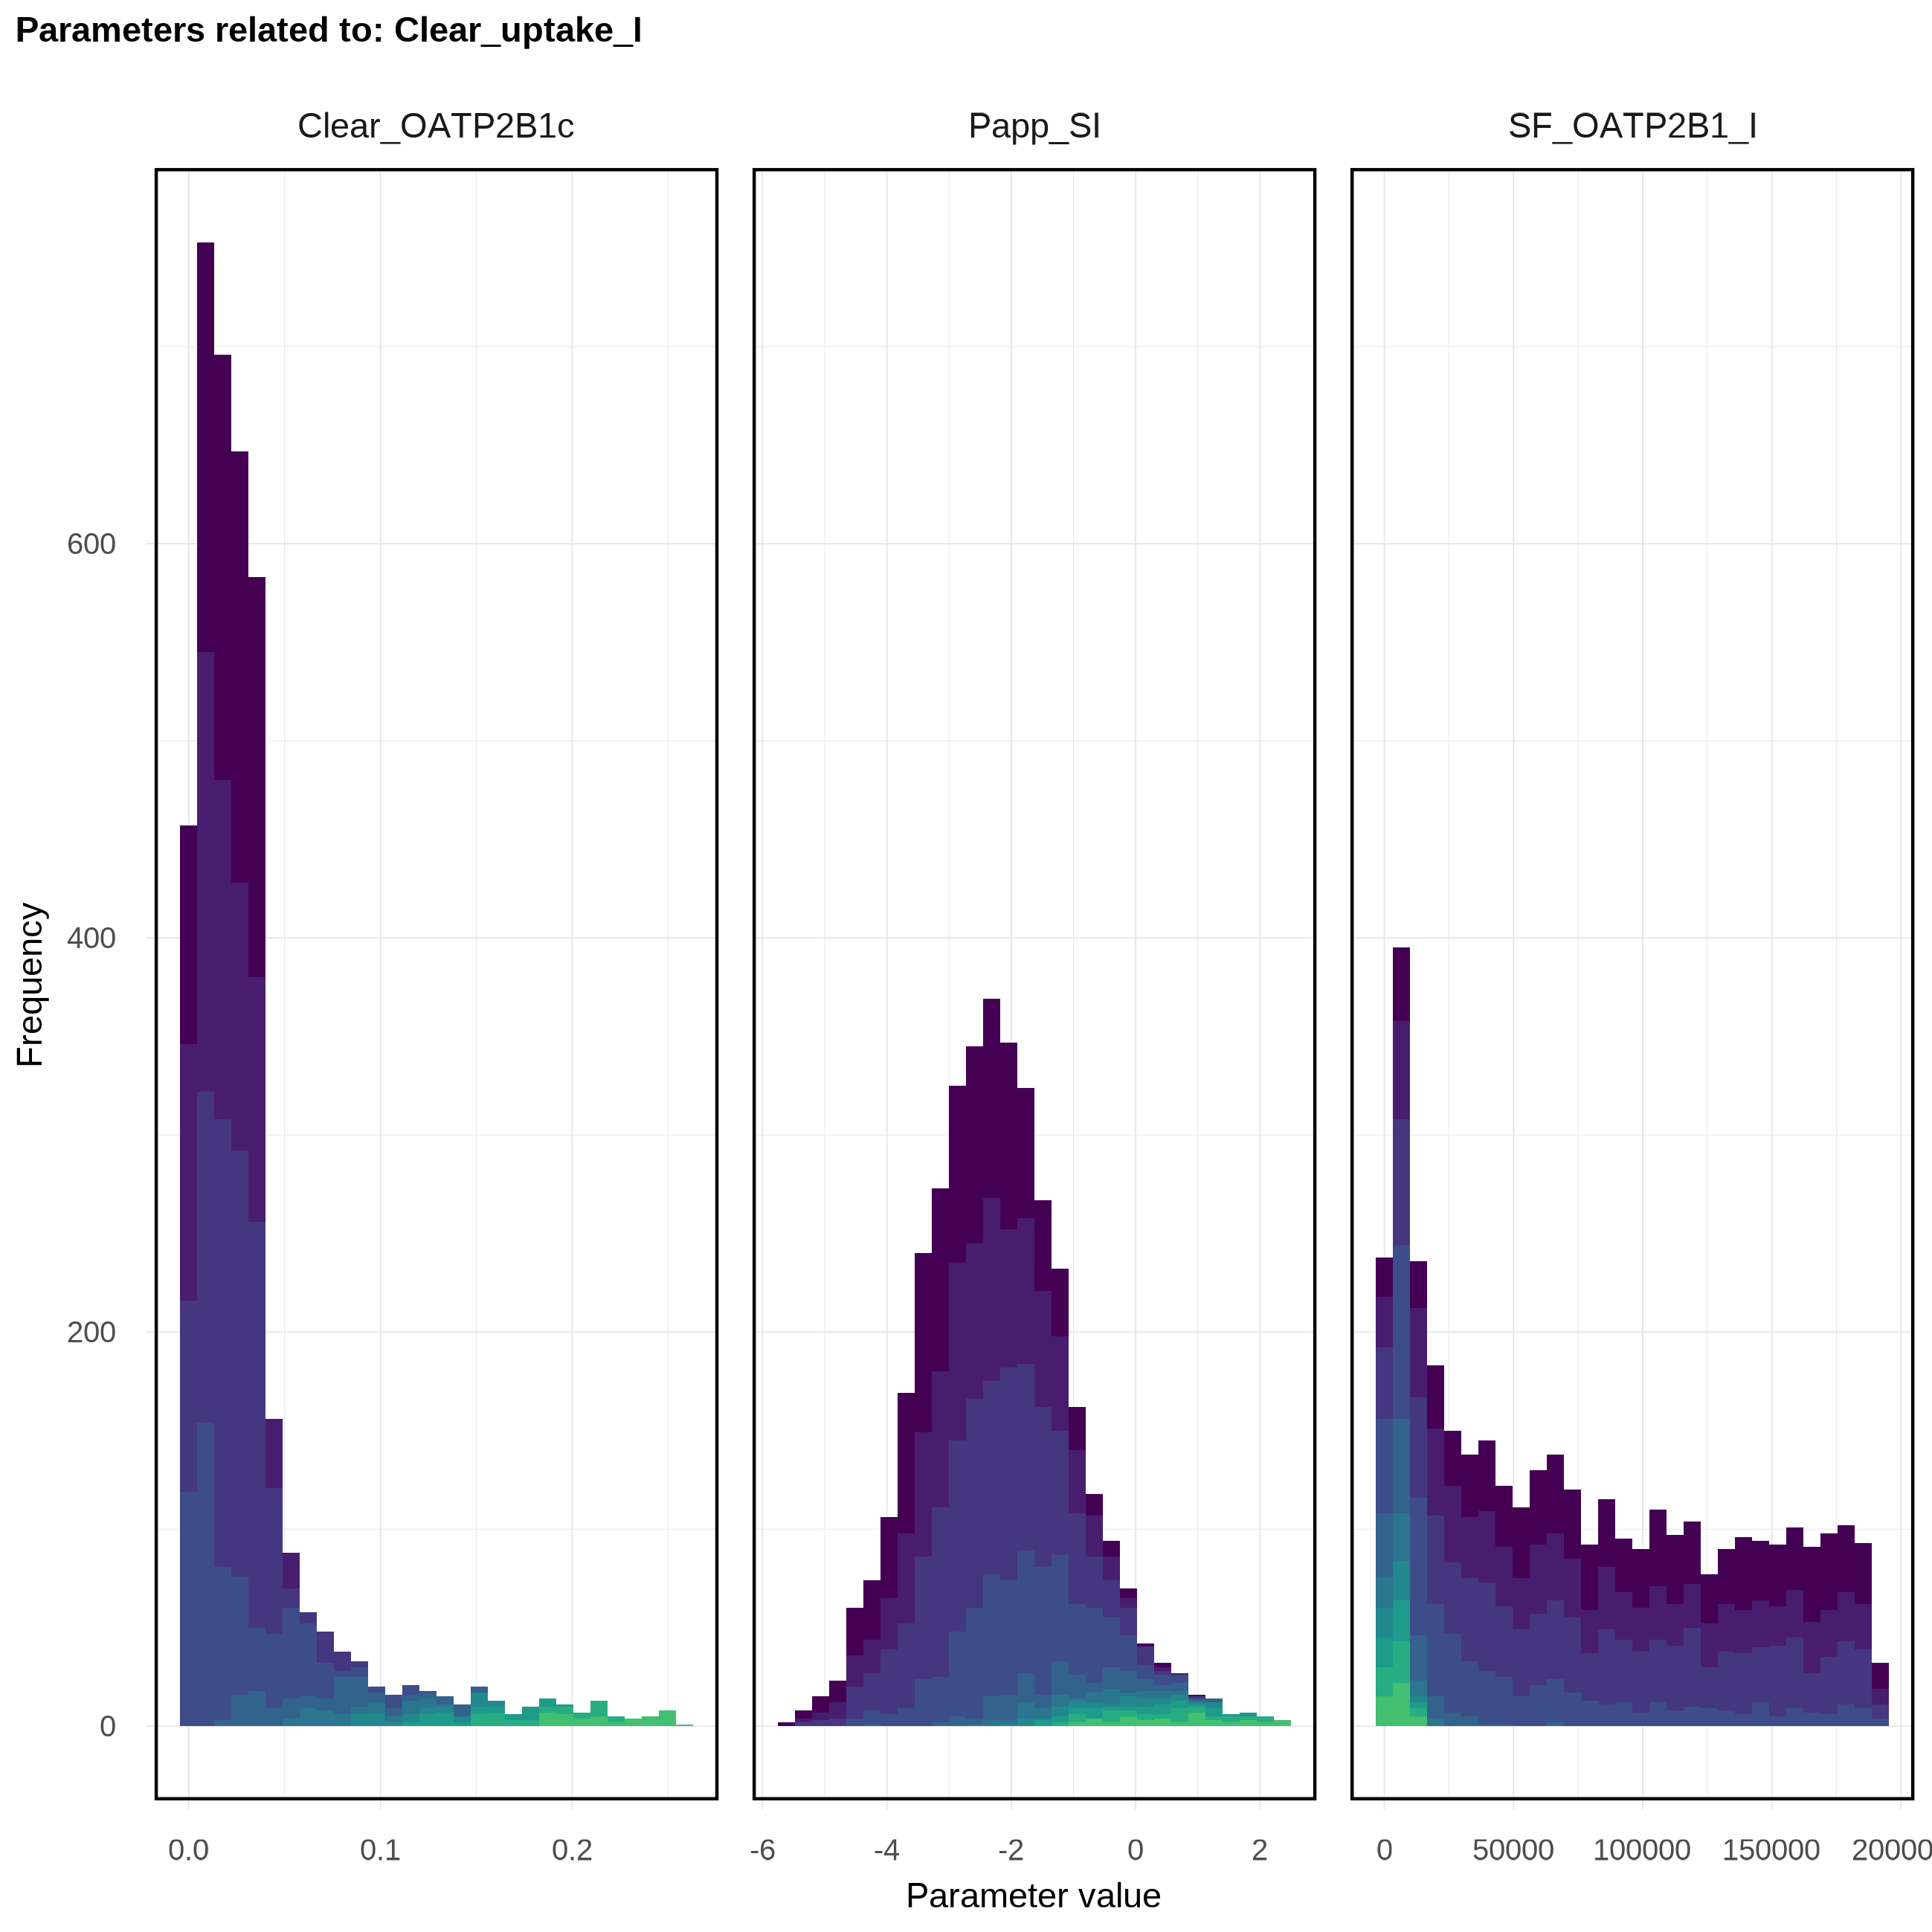 Parameters related to: Clear_uptake_I
Clear_OATP2B1c
Papp_SI
SF_OATP2B1_I
Frequency
600
400
200
0
0.0 0.1 0.2
-6 -4 -2 0 2
0 50000 100000 150000 20000
Parameter value